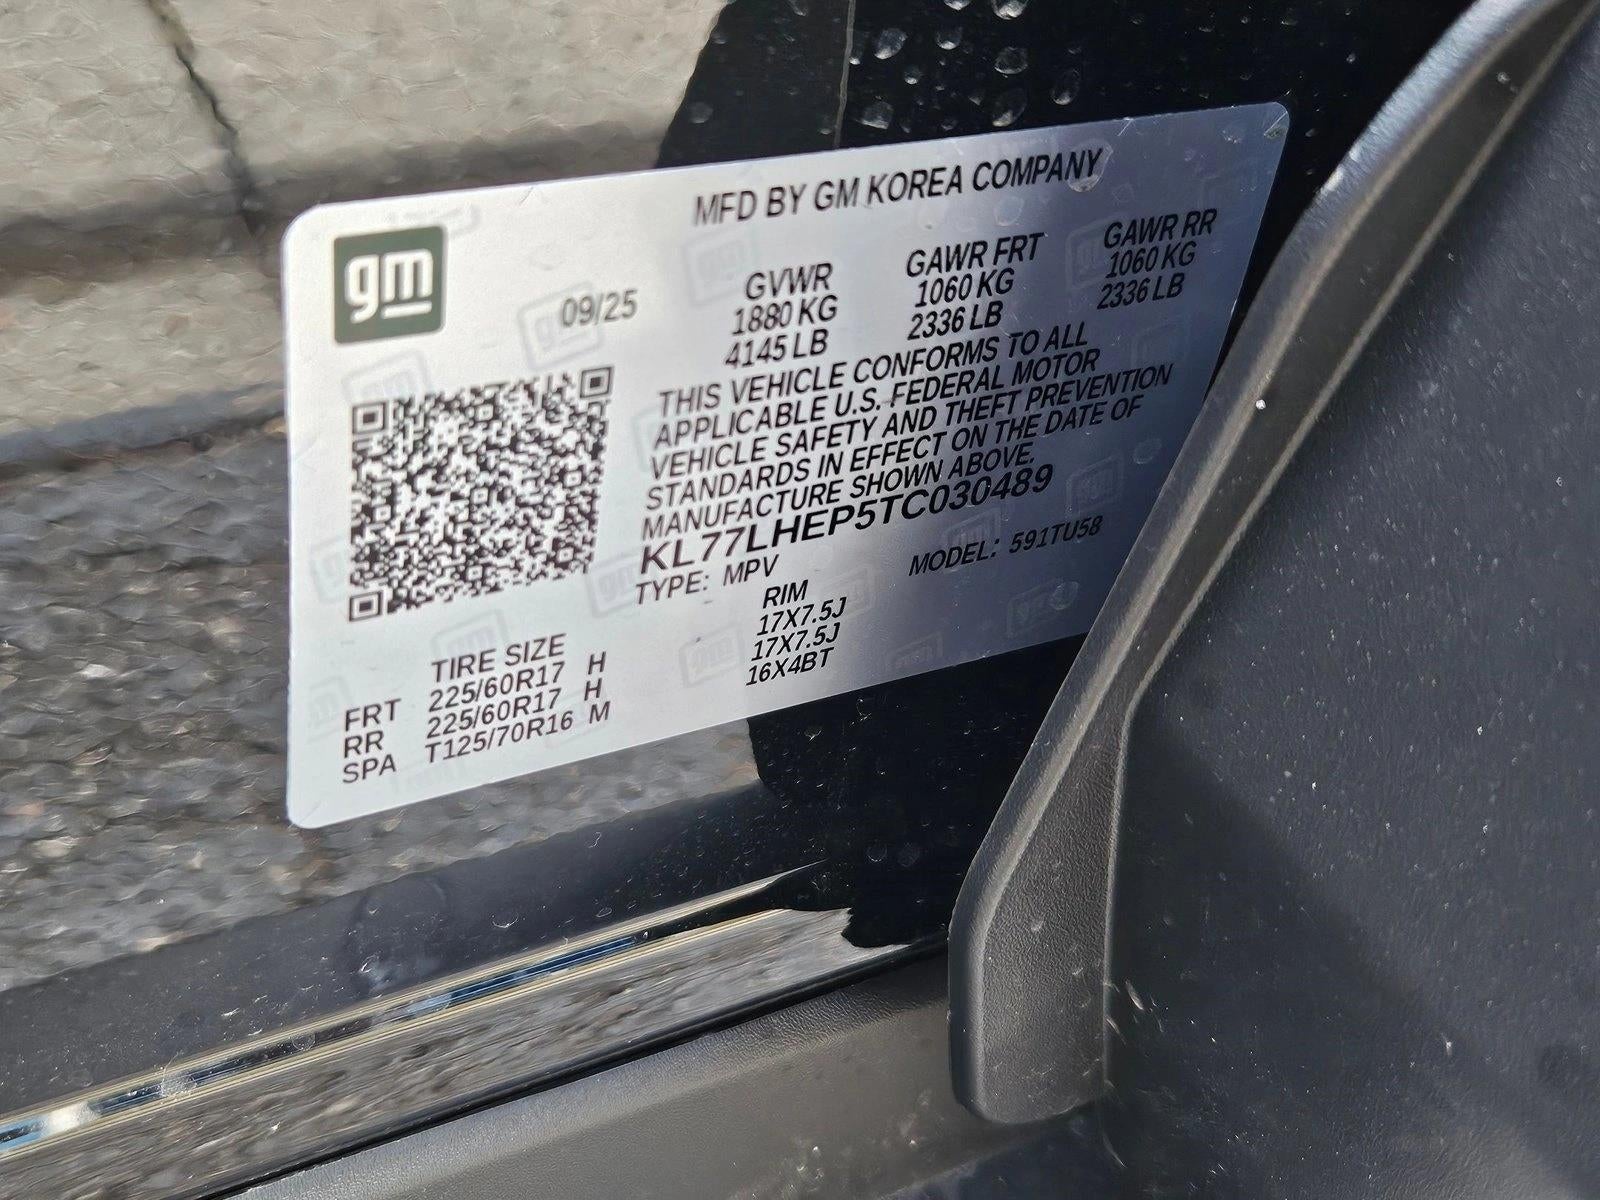 MFD BY GM KOREA COMPANY
gm
09/25
GVWR GAWR FRT GAWR RR
1880 KG 1060 KG 1060 KG
4145 LB 2336 LB 2336 LB
THIS VEHICLE CONFORMS TO ALL
APPLICABLE U.S. FEDERAL MOTOR
VEHICLE SAFETY AND THEFT PREVENTION
STANDARDS IN EFFECT ON THE DATE OF
MANUFACTURE SHOWN ABOVE.
KL77LHEP5TC030489
TYPE: MPV MODEL: 591TU58
TIRE SIZE RIM
FRT 225/60R17 H 17X7.5J
RR 225/60R17 H 17X7.5J
SPA T125/70R16 M 16X4BT